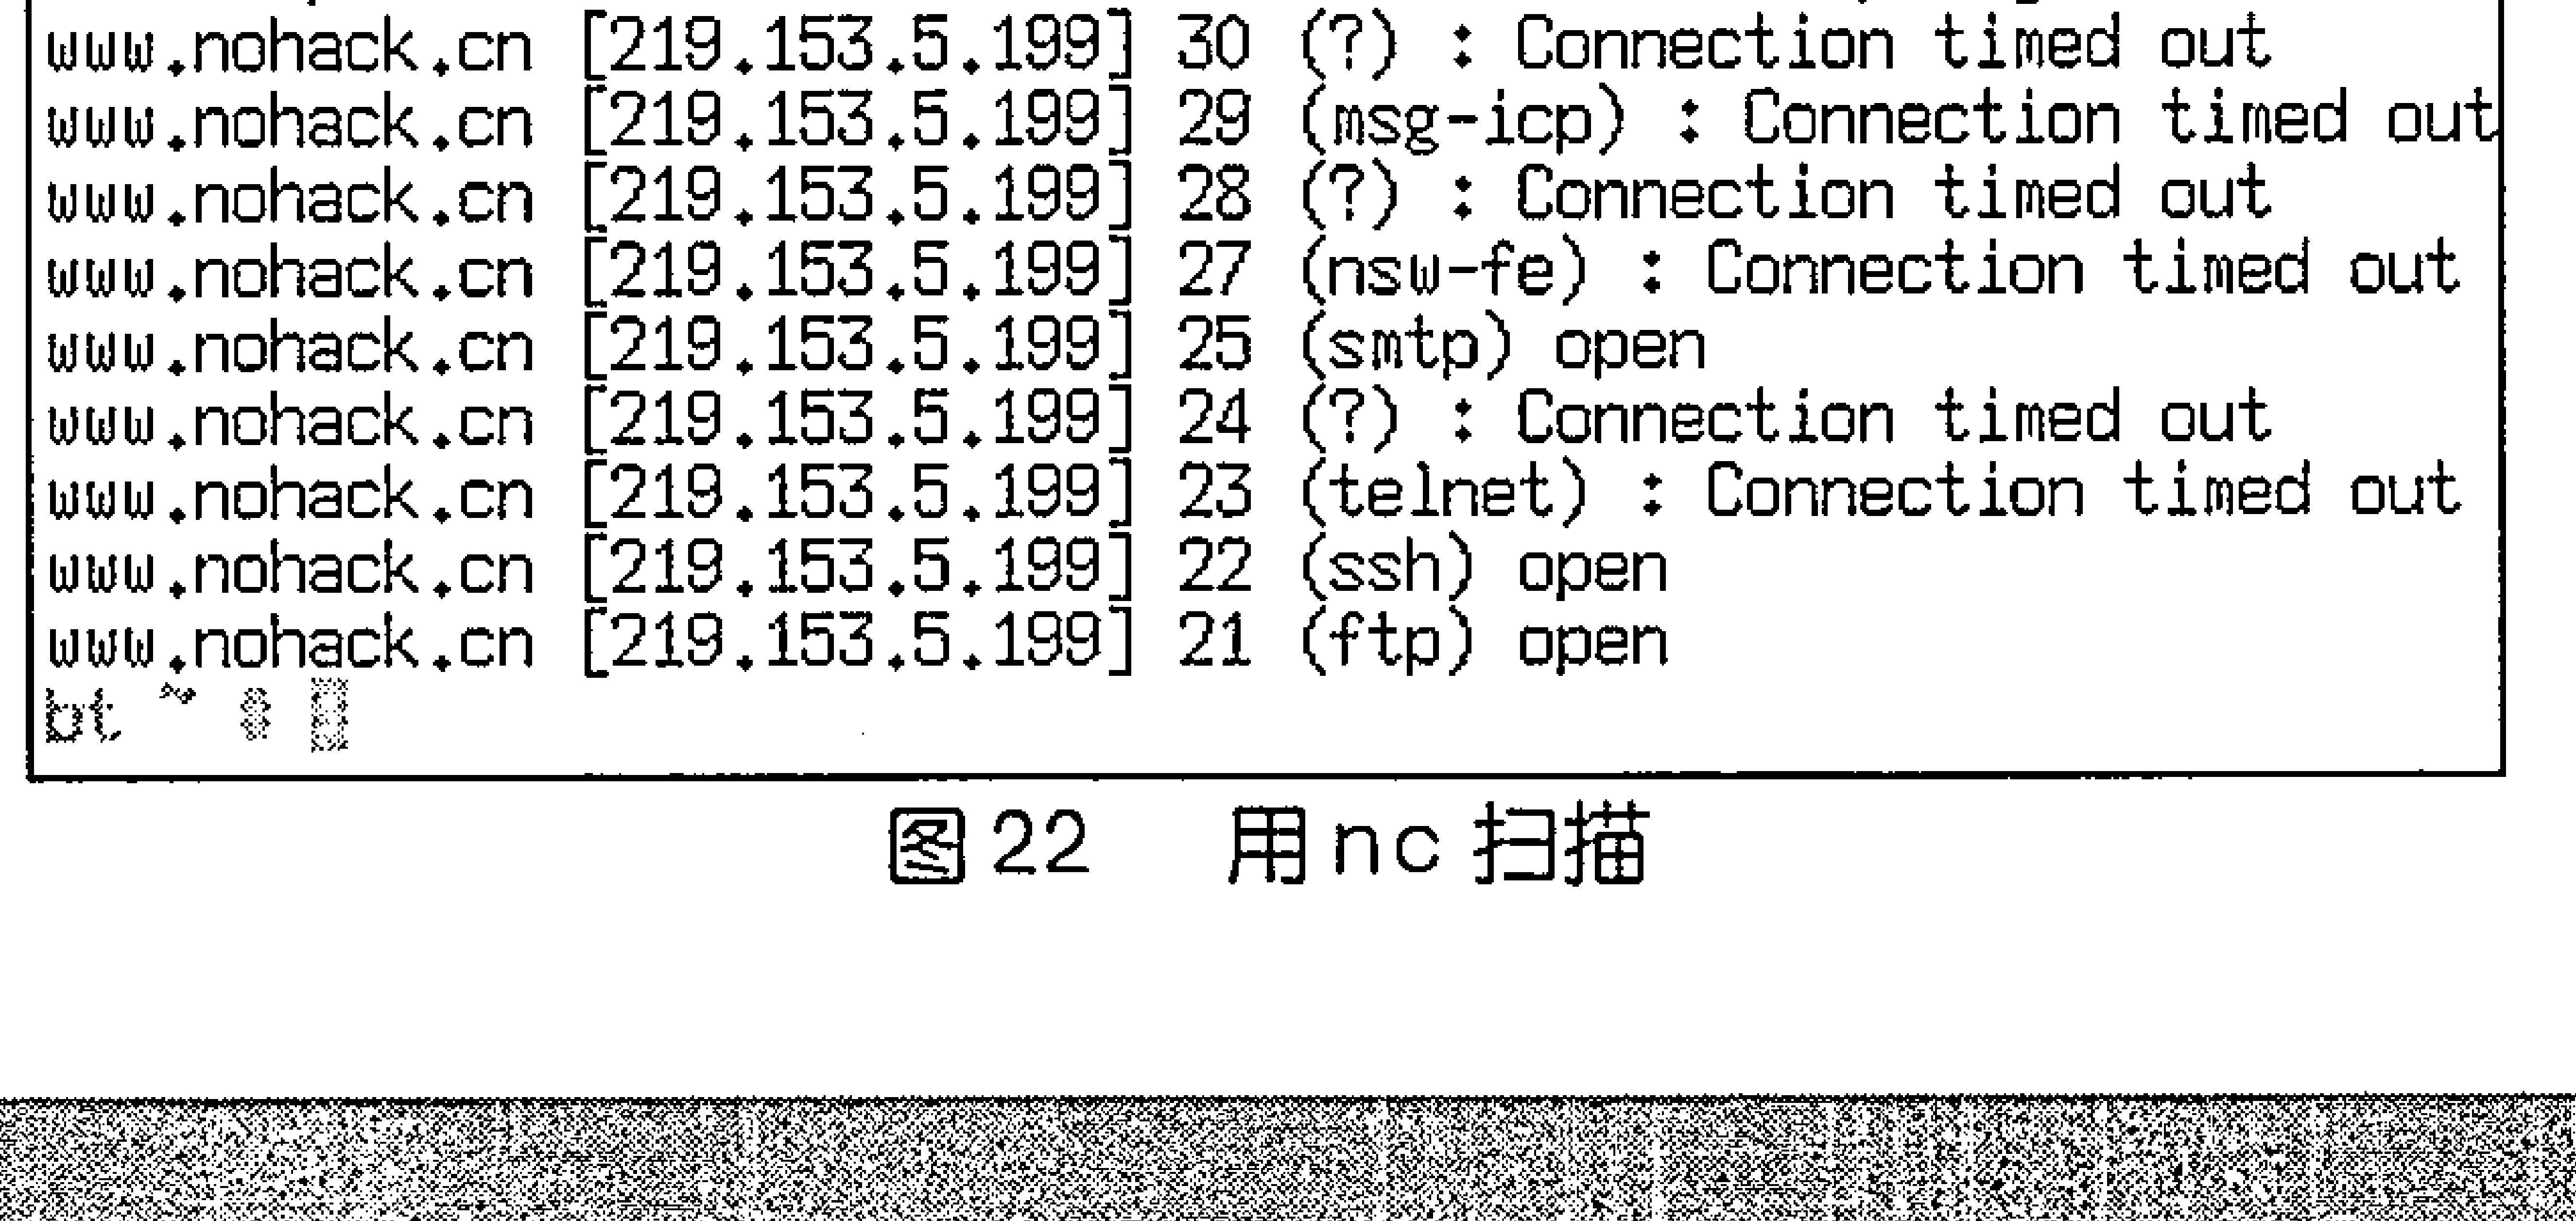 www.nohack.cn [219.153.5.199] 30 (?) : Connection timed out
www.nohack.cn [219.153.5.199] 29 (msg-icp) : Connection timed out
www.nohack.cn [219.153.5.199] 28 (?) : Connection timed out
www.nohack.cn [219.153.5.199] 27 (nsw-fe) : Connection timed out
www.nohack.cn [219.153.5.199] 25 (smtp) open
www.nohack.cn [219.153.5.199] 24 (?) : Connection timed out
www.nohack.cn [219.153.5.199] 23 (telnet) : Connection timed out
www.nohack.cn [219.153.5.199] 22 (ssh) open
www.nohack.cn [219.153.5.199] 21 (ftp) open
bt ~ #
图22 用nc扫描